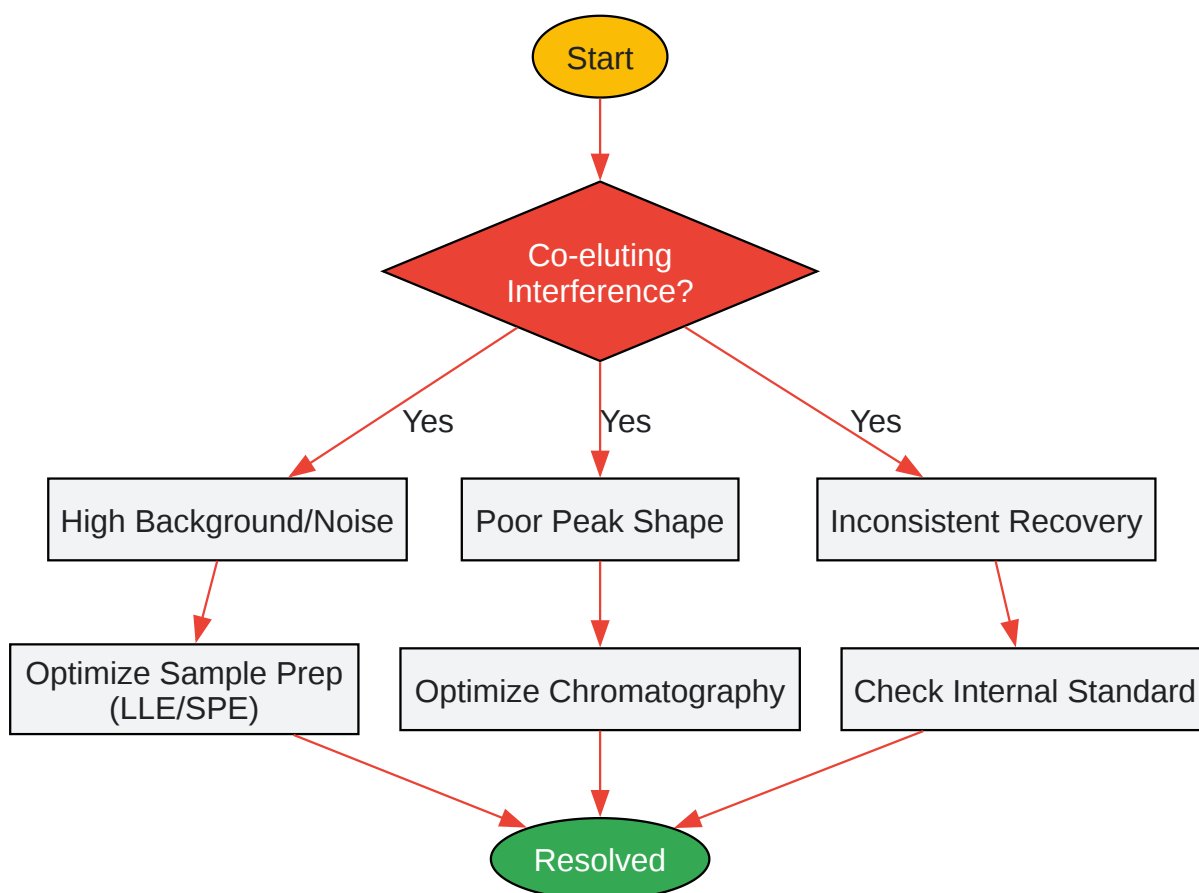 Start
Co-eluting
Interference?
Yes
Yes
Yes
High Background/Noise
Poor Peak Shape
Inconsistent Recovery
Optimize Sample Prep
(LLE/SPE)
Optimize Chromatography
Check Internal Standard
Resolved